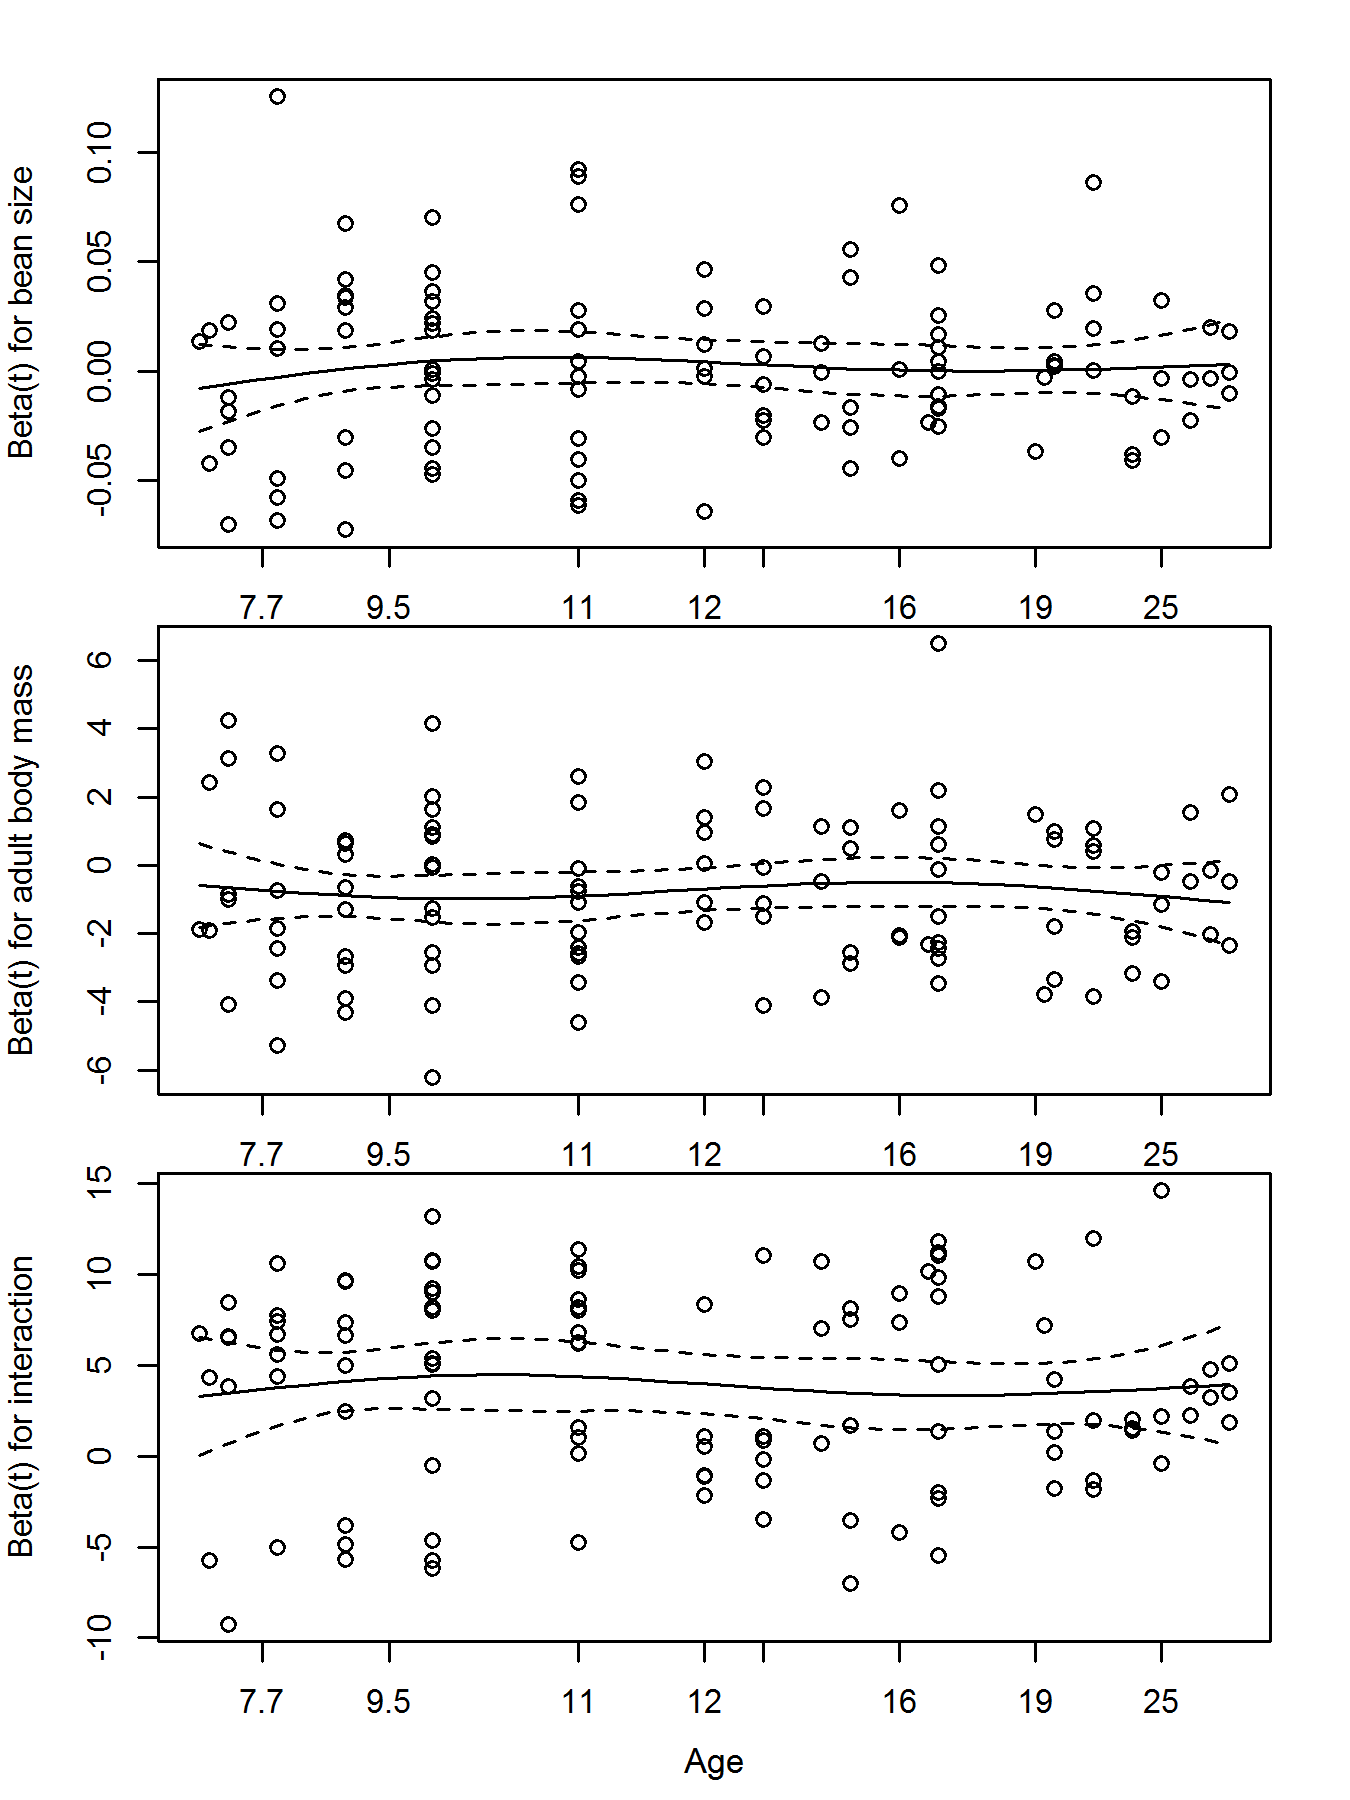 Beta(t) for bean size
0.10
0.05
0.00
-0.05
7.7 9.5 11 12 16 19 25
Beta(t) for adult body mass
6
4
2
0
-2
-4
-6
7.7 9.5 11 12 16 19 25
Beta(t) for interaction
15
10
5
0
-5
-10
7.7 9.5 11 12 16 19 25
Age